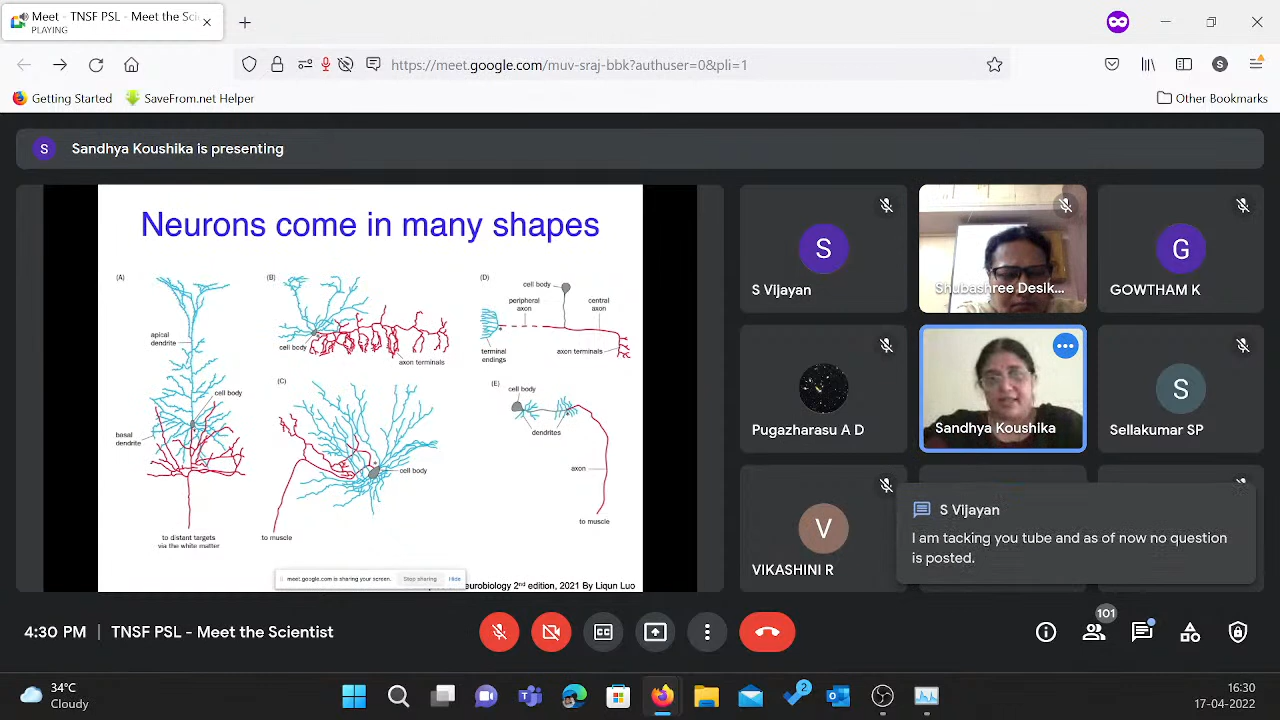 Meet - TNSF PSL - Meet the Sci
PLAYING
https://meet.google.com/muv-sraj-bbk?authuser=0&pli=1
Getting Started
SaveFrom.net Helper
Other Bookmarks
S
S
Sandhya Koushika is presenting
Neurons come in many shapes
(A)
apical
dendrite
cell body
basal
dendrite
to distant targets
via the white matter
(B)
cell body
axon terminals
(C)
cell body
to muscle
(D)
cell body
peripheral
axon
central
axon
terminal
endings
axon terminals
(E)
cell body
dendrites
axon
to muscle
meet.google.com is sharing your screen.
Stop sharing
Hide
eurobiology 2nd edition, 2021 By Liqun Luo
S
S Vijayan
Shubashree Desik...
G
GOWTHAM K
Pugazharasu A D
Sandhya Koushika
S
Sellakumar SP
V
VIKASHINI R
S Vijayan
I am tacking you tube and as of now no question
is posted.
4:30 PM | TNSF PSL - Meet the Scientist
CC
101
34°C
Cloudy
2
16:30
17-04-2022